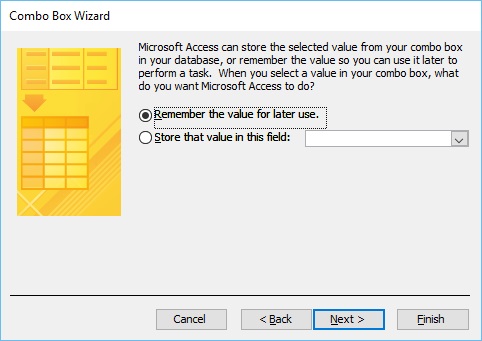 Combo Box Wizard
Microsoft Access can store the selected value from your combo box
in your database, or remember the value so you can use it later to
perform a task.  When you select a value in your combo box, what
do you want Microsoft Access to do?
Remember the value for later use.
Store that value in this field:
Cancel
< Back
Next >
Finish